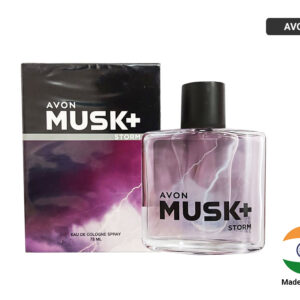 AVO
AVON
MUSK+
STORM
EAU DE COLOGNE SPRAY
75 ML
AVON
MUSK+
STORM
Made